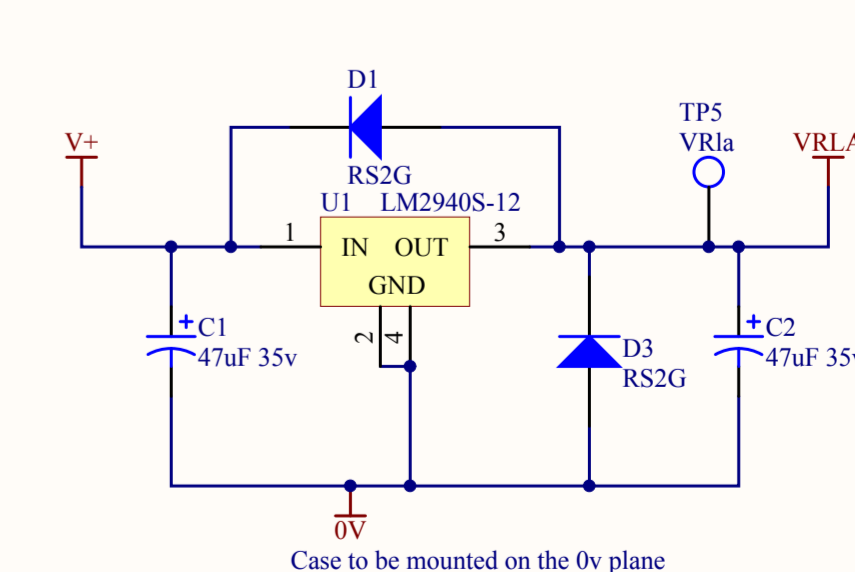 D1
TP5
V+
VRla
VRLA
RS2G
U1 LM2940S-12
1
3
IN OUT
GND
2
4
+
C1
47uF 35v
D3
RS2G
+
C2
47uF 35v
0V
Case to be mounted on the 0v plane